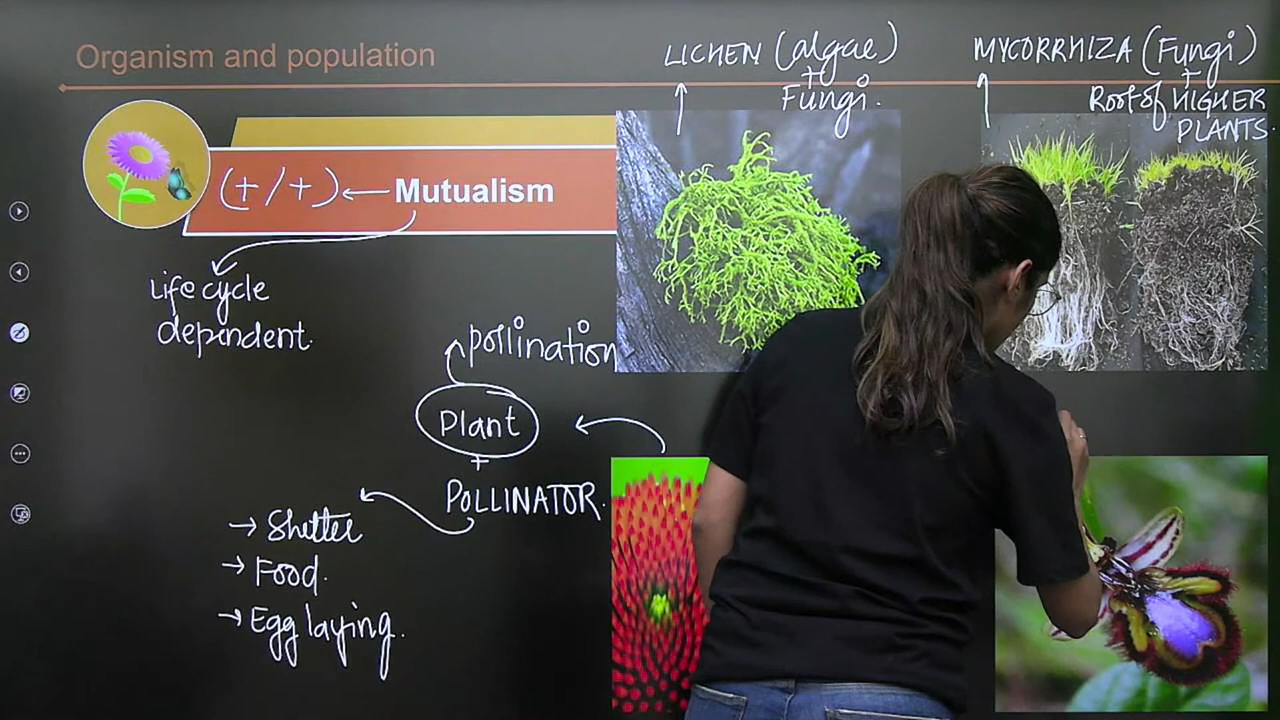 Organism and population
LICHEN (algae)
+
Fungi.
MYCORRHIZA (Fungi)
+
Root of HIGHER
PLANTS.
(+/+) ← Mutualism
Life cycle
dependent.
pollination
Plant
+
POLLINATOR.
→ Shelter
→ Food.
→ Egg laying.